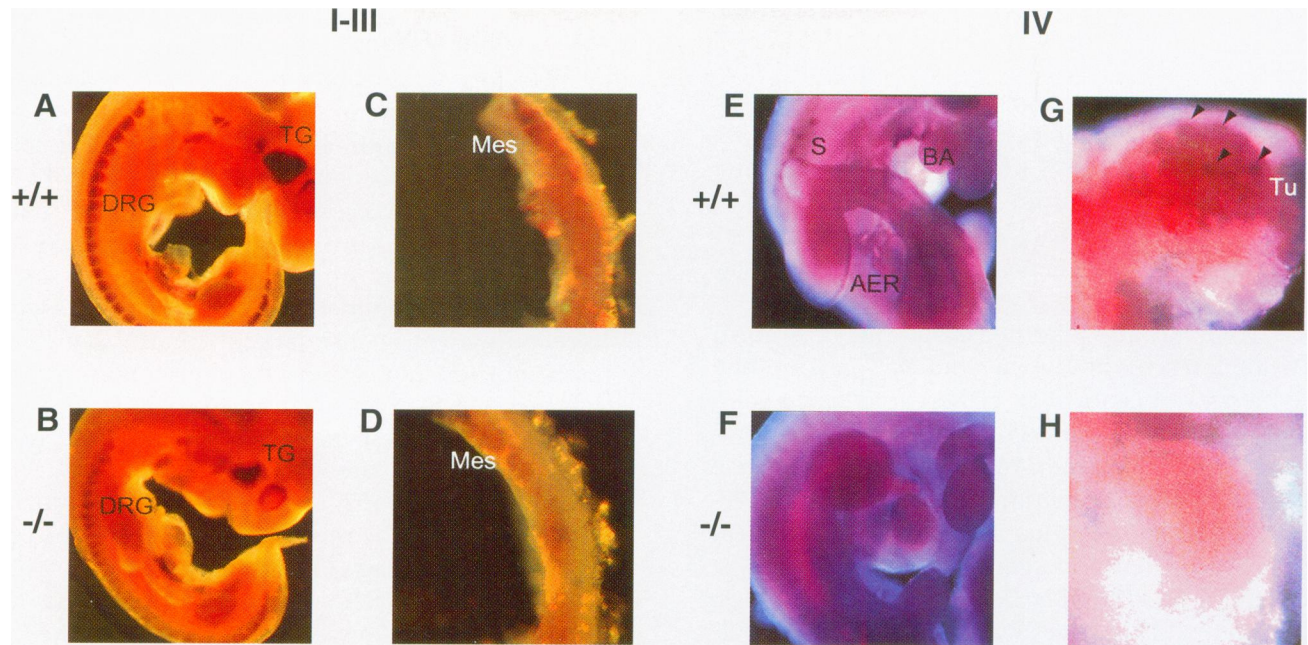 I-III
IV
A
C
E
G
TG
Mes
S
BA
+/+
DRG
+/+
Tu
AER
B
D
F
H
TG
Mes
DRG
-/-
-/-